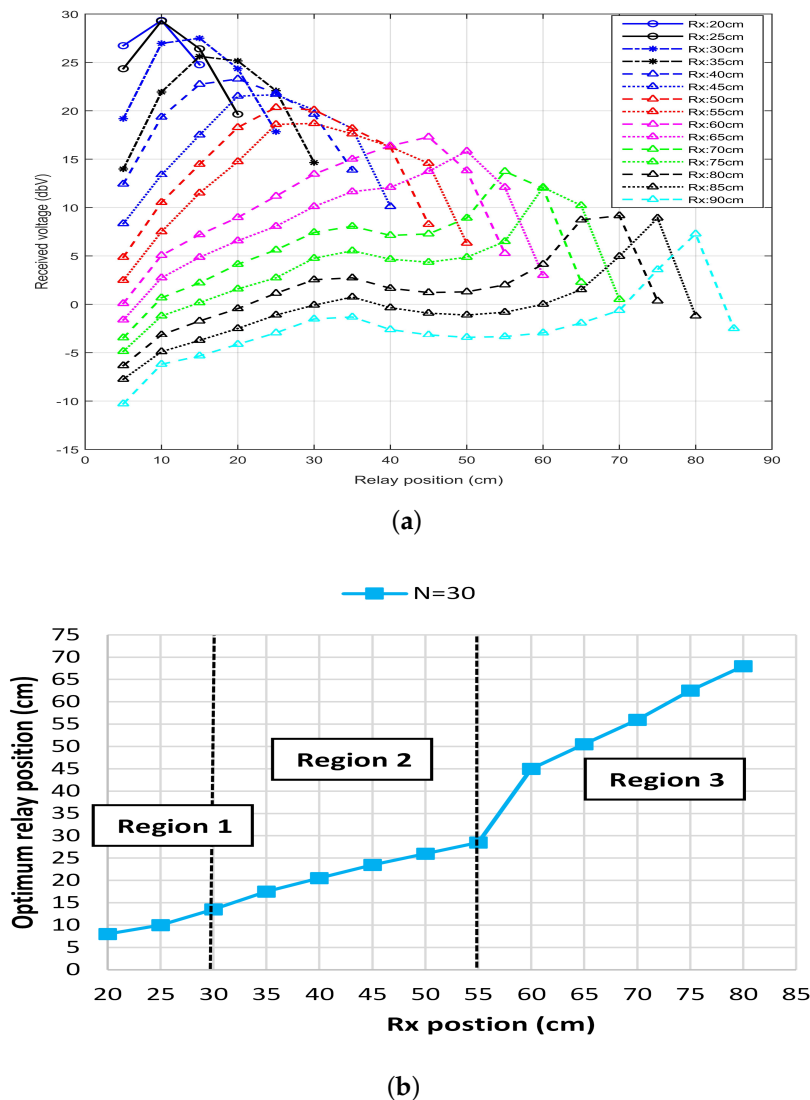 30
25
20
15
10
5
0
-5
-10
-15
Received voltage (dbV)
0 10 20 30 40 50 60 70 80 90
Relay position (cm)
Rx:20cm
Rx:25cm
Rx:30cm
Rx:35cm
Rx:40cm
Rx:45cm
Rx:50cm
Rx:55cm
Rx:60cm
Rx:65cm
Rx:70cm
Rx:75cm
Rx:80cm
Rx:85cm
Rx:90cm
(a)
N=30
75
70
65
60
55
50
45
40
35
30
25
20
15
10
5
0
Optimum relay position (cm)
Region 1
Region 2
Region 3
20 25 30 35 40 45 50 55 60 65 70 75 80 85
Rx postion (cm)
(b)